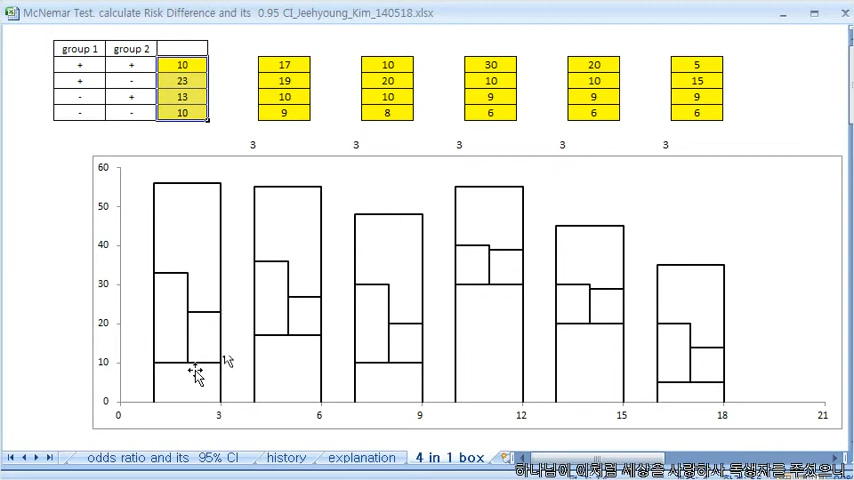 McNemar Test. calculate Risk Difference and its 0.95 CI_Jeehyoung_Kim_140518.xlsx
group 1 group 2
+ + 10 17 10 30 20 5
+ - 23 19 20 10 10 15
- + 13 10 10 9 9 9
- - 10 9 8 6 6 6
3 3 3 3 3
60
50
40
30
20
10
0
0 3 6 9 12 15 18 21
odds ratio and its 95% CI history explanation 4 in 1 box
하나님이 이처럼 세상을 사랑하사 독생자를 주셨으니